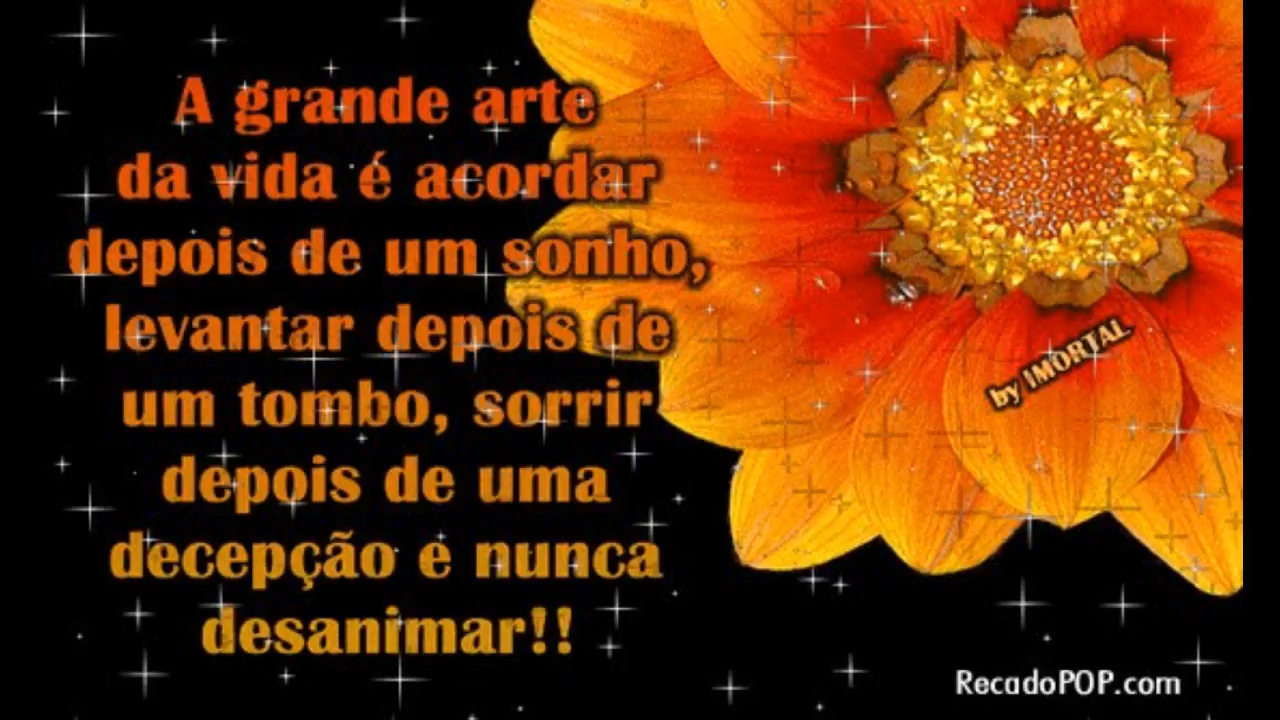 A grande arte
da vida é acordar
depois de um sonho,
levantar depois de
um tombo, sorrir
depois de uma
decepção e nunca
desanimar!!
by IMORTAL
RecadoPOP.com